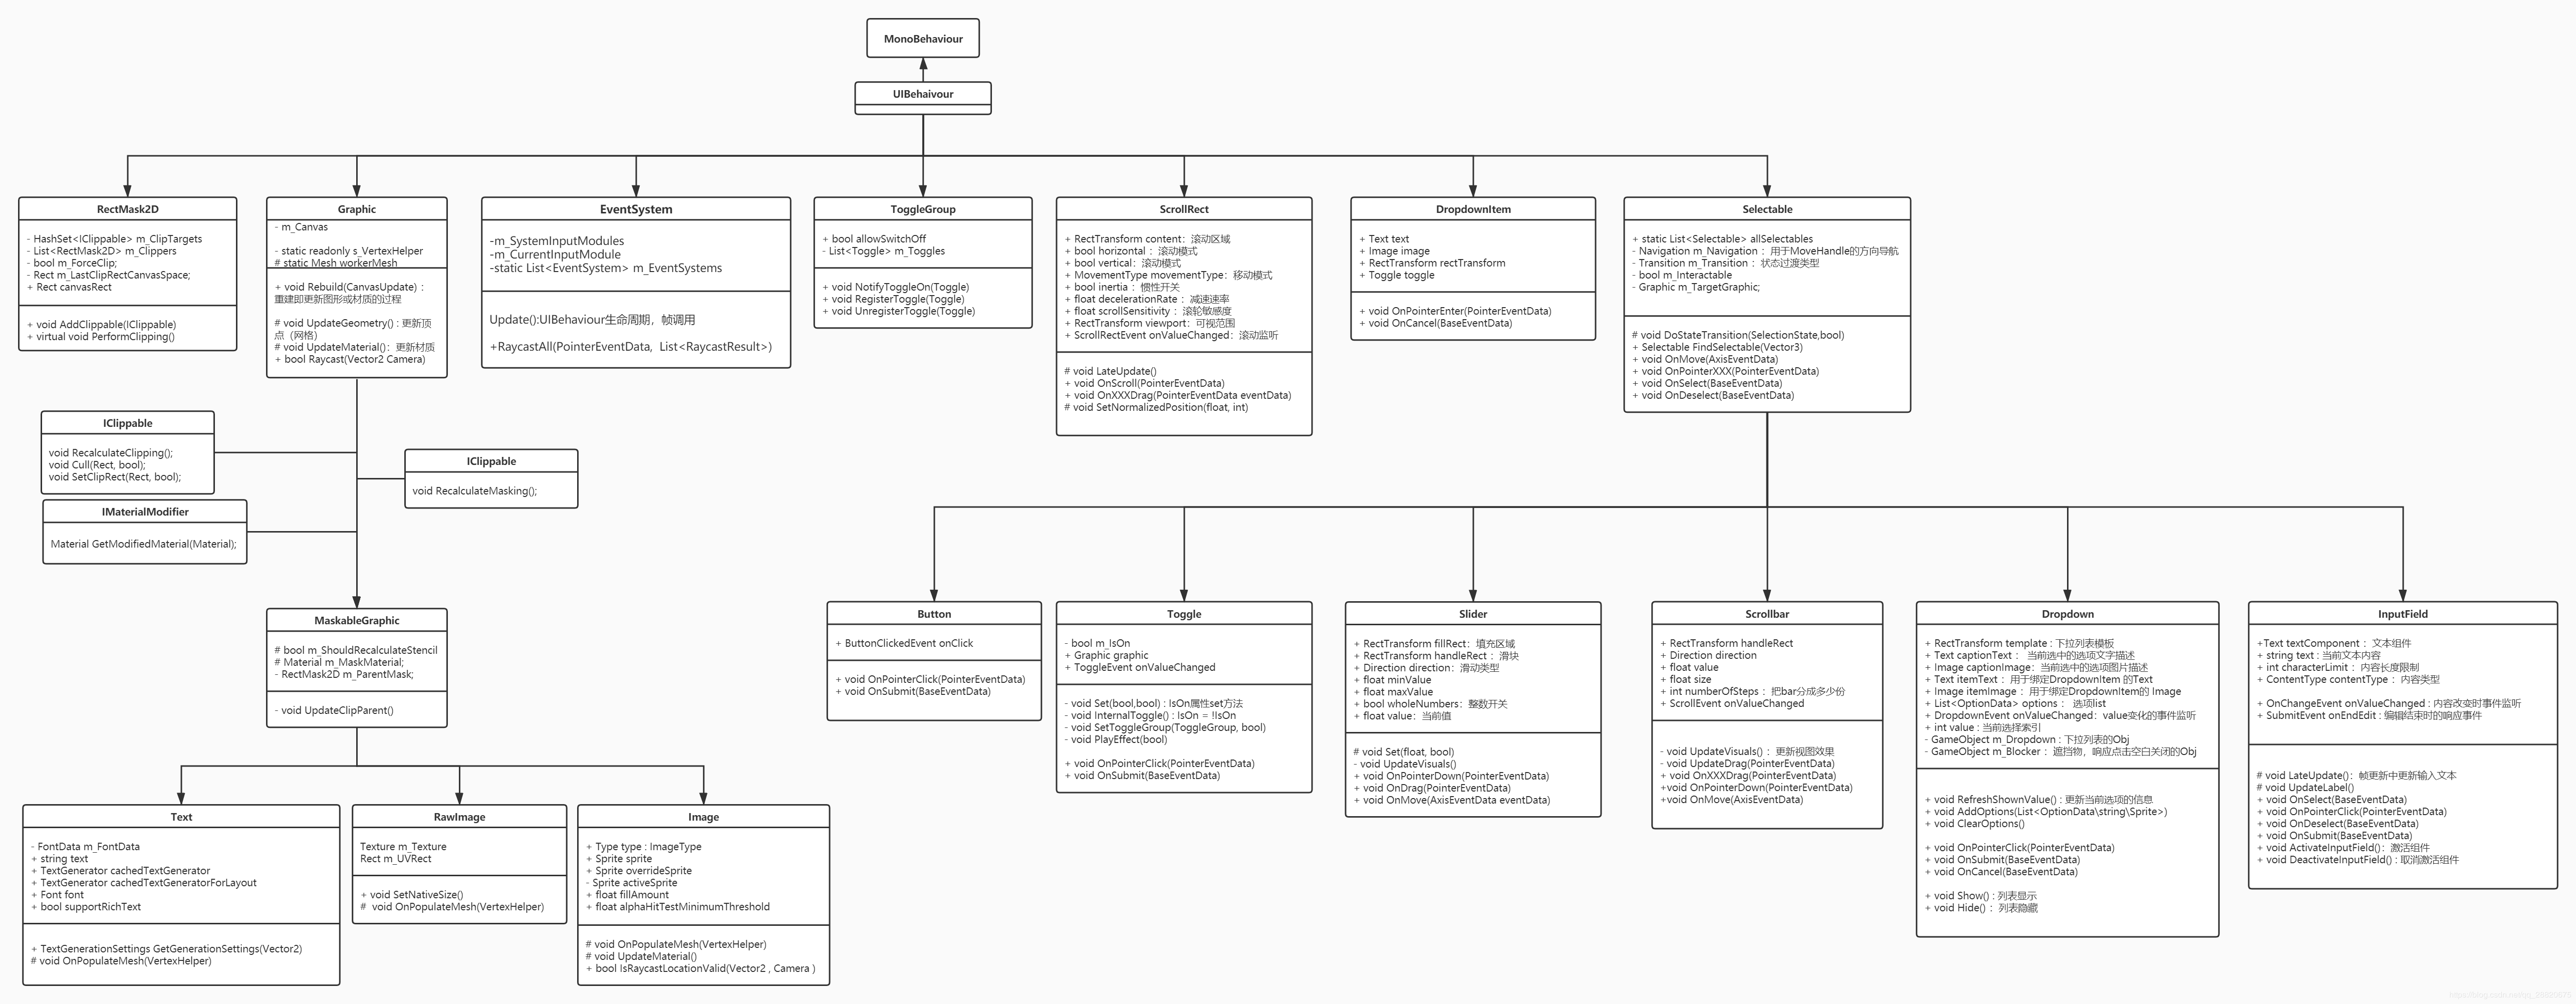 MonoBehaviour
UIBehaivour
RectMask2D
- HashSet<IClippable> m_ClipTargets
- List<RectMask2D> m_Clippers
- bool m_ForceClip;
- Rect m_LastClipRectCanvasSpace;
+ Rect canvasRect
+ void AddClippable(IClippable)
+ virtual void PerformClipping()
Graphic
- m_Canvas
- static readonly s_VertexHelper
# static Mesh workerMesh
+ void Rebuild(CanvasUpdate) ：
重建即更新图形或材质的过程
# void UpdateGeometry() : 更新顶
点（网格）
# void UpdateMaterial()：更新材质
+ bool Raycast(Vector2 Camera)
EventSystem
-m_SystemInputModules
-m_CurrentInputModule
-static List<EventSystem> m_EventSystems
Update():UIBehaviour生命周期，帧调用
+RaycastAll(PointerEventData, List<RaycastResult>)
ToggleGroup
+ bool allowSwitchOff
- List<Toggle> m_Toggles
+ void NotifyToggleOn(Toggle)
+ void RegisterToggle(Toggle)
+ void UnregisterToggle(Toggle)
ScrollRect
+ RectTransform content：滚动区域
+ bool horizontal ：滚动模式
+ bool vertical：滚动模式
+ MovementType movementType：移动模式
+ bool inertia ：惯性开关
+ float decelerationRate ：减速速率
+ float scrollSensitivity ：滚轮敏感度
+ RectTransform viewport：可视范围
+ ScrollRectEvent onValueChanged：滚动监听
# void LateUpdate()
+ void OnScroll(PointerEventData)
+ void OnXXXDrag(PointerEventData eventData)
# void SetNormalizedPosition(float, int)
DropdownItem
+ Text text
+ Image image
+ RectTransform rectTransform
+ Toggle toggle
+ void OnPointerEnter(PointerEventData)
+ void OnCancel(BaseEventData)
Selectable
+ static List<Selectable> allSelectables
- Navigation m_Navigation ：用于MoveHandle的方向导航
- Transition m_Transition ：状态过渡类型
- bool m_Interactable
- Graphic m_TargetGraphic;
# void DoStateTransition(SelectionState,bool)
+ Selectable FindSelectable(Vector3)
+ void OnMove(AxisEventData)
+ void OnPointerXXX(PointerEventData)
+ void OnSelect(BaseEventData)
+ void OnDeselect(BaseEventData)
IClippable
void RecalculateClipping();
void Cull(Rect, bool);
void SetClipRect(Rect, bool);
IClippable
void RecalculateMasking();
IMaterialModifier
Material GetModifiedMaterial(Material);
MaskableGraphic
# bool m_ShouldRecalculateStencil
# Material m_MaskMaterial;
- RectMask2D m_ParentMask;
- void UpdateClipParent()
Text
- FontData m_FontData
+ string text
+ TextGenerator cachedTextGenerator
+ TextGenerator cachedTextGeneratorForLayout
+ Font font
+ bool supportRichText
+ TextGenerationSettings GetGenerationSettings(Vector2)
# void OnPopulateMesh(VertexHelper)
RawImage
Texture m_Texture
Rect m_UVRect
+ void SetNativeSize()
# void OnPopulateMesh(VertexHelper)
Image
+ Type type : ImageType
+ Sprite sprite
+ Sprite overrideSprite
- Sprite activeSprite
+ float fillAmount
+ float alphaHitTestMinimumThreshold
# void OnPopulateMesh(VertexHelper)
# void UpdateMaterial()
+ bool IsRaycastLocationValid(Vector2 , Camera )
Button
+ ButtonClickedEvent onClick
+ void OnPointerClick(PointerEventData)
+ void OnSubmit(BaseEventData)
Toggle
- bool m_IsOn
+ Graphic graphic
+ ToggleEvent onValueChanged
- void Set(bool,bool) : IsOn属性set方法
- void InternalToggle() : IsOn = !IsOn
- void SetToggleGroup(ToggleGroup, bool)
- void PlayEffect(bool)
+ void OnPointerClick(PointerEventData)
+ void OnSubmit(BaseEventData)
Slider
+ RectTransform fillRect：填充区域
+ RectTransform handleRect ：滑块
+ Direction direction：滑动类型
+ float minValue
+ float maxValue
+ bool wholeNumbers：整数开关
+ float value：当前值
# void Set(float, bool)
- void UpdateVisuals()
+ void OnPointerDown(PointerEventData)
+ void OnDrag(PointerEventData)
+ void OnMove(AxisEventData eventData)
Scrollbar
+ RectTransform handleRect
+ Direction direction
+ float value
+ float size
+ int numberOfSteps ：把bar分成多少份
+ ScrollEvent onValueChanged
- void UpdateVisuals() ：更新视图效果
- void UpdateDrag(PointerEventData)
+ void OnXXXDrag(PointerEventData)
+void OnPointerDown(PointerEventData)
+void OnMove(AxisEventData)
Dropdown
+ RectTransform template : 下拉列表模板
+ Text captionText ： 当前选中的选项文字描述
+ Image captionImage：当前选中的选项图片描述
+ Text itemText ：用于绑定DropdownItem 的Text
+ Image itemImage ：用于绑定DropdownItem的 Image
+ List<OptionData> options ： 选项list
+ DropdownEvent onValueChanged：value变化的事件监听
+ int value : 当前选择索引
- GameObject m_Dropdown : 下拉列表的Obj
- GameObject m_Blocker ：遮挡物，响应点击空白关闭的Obj
+ void RefreshShownValue() : 更新当前选项的信息
+ void AddOptions(List<OptionData\string\Sprite>)
+ void ClearOptions()
+ void OnPointerClick(PointerEventData)
+ void OnSubmit(BaseEventData)
+ void OnCancel(BaseEventData)
+ void Show() : 列表显示
+ void Hide() ：列表隐藏
InputField
+Text textComponent ：文本组件
+ string text : 当前文本内容
+ int characterLimit ：内容长度限制
+ ContentType contentType ：内容类型
+ OnChangeEvent onValueChanged : 内容改变时事件监听
+ SubmitEvent onEndEdit : 编辑结束时的响应事件
# void LateUpdate()：帧更新中更新输入文本
# void UpdateLabel()
+ void OnSelect(BaseEventData)
+ void OnPointerClick(PointerEventData)
+ void OnDeselect(BaseEventData)
+ void OnSubmit(BaseEventData)
+ void ActivateInputField()：激活组件
+ void DeactivateInputField() : 取消激活组件